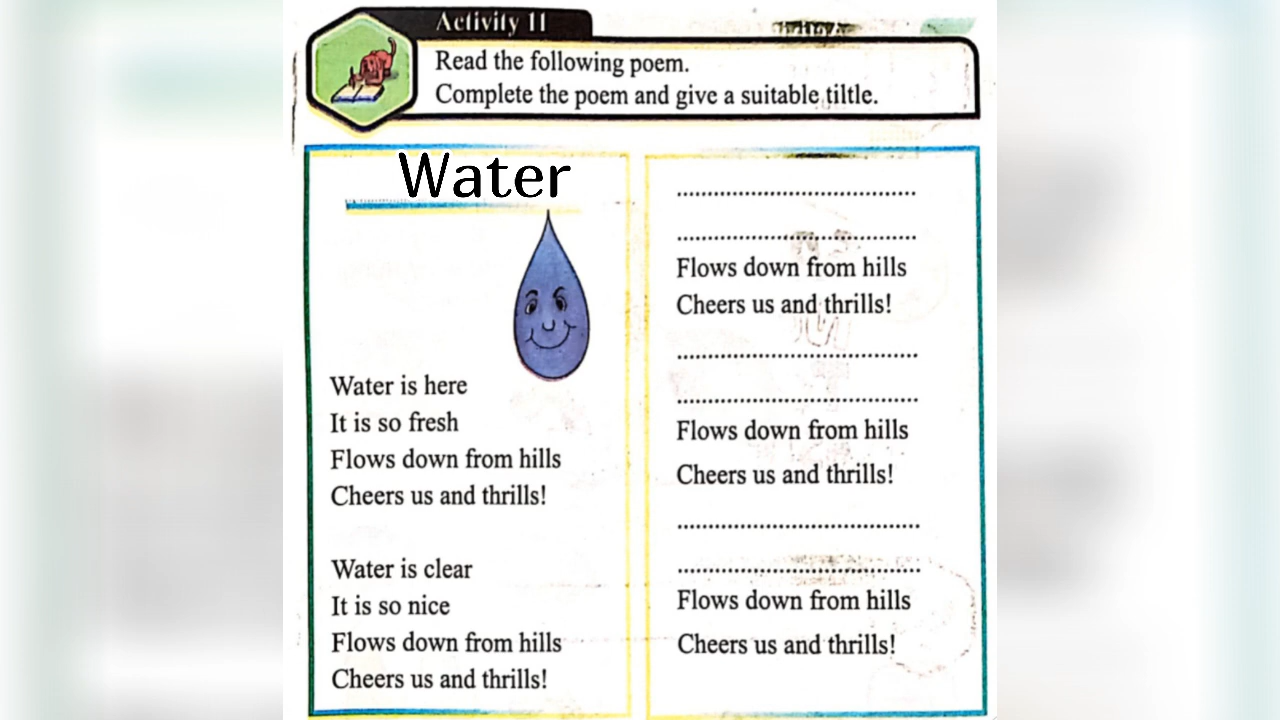 Activity 11
Read the following poem.
Complete the poem and give a suitable tiltle.
Water
Water is here
It is so fresh
Flows down from hills
Cheers us and thrills!
Water is clear
It is so nice
Flows down from hills
Cheers us and thrills!
................................................
................................................
Flows down from hills
Cheers us and thrills!
................................................
................................................
Flows down from hills
Cheers us and thrills!
................................................
................................................
Flows down from hills
Cheers us and thrills!